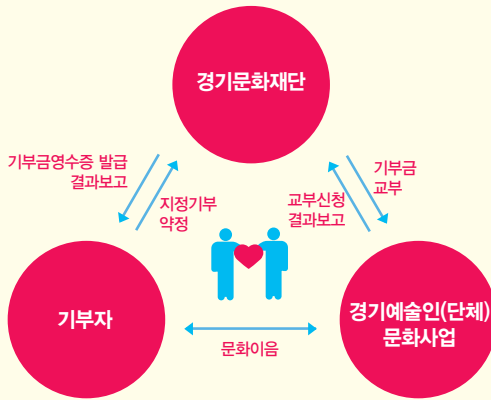 경기문화재단
기부금영수증 발급
결과보고
지정기부
약정
교부신청
결과보고
기부금
교부
기부자
문화이음
경기예술인(단체)
문화사업